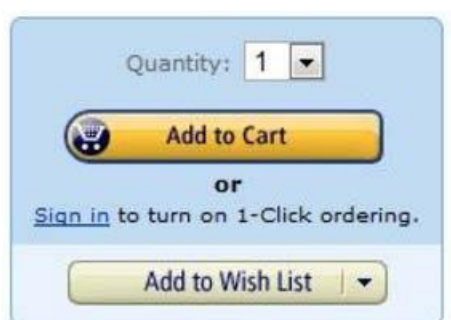 Quantity: 1
Add to Cart
or
Sign in to turn on 1-Click ordering.
Add to Wish List